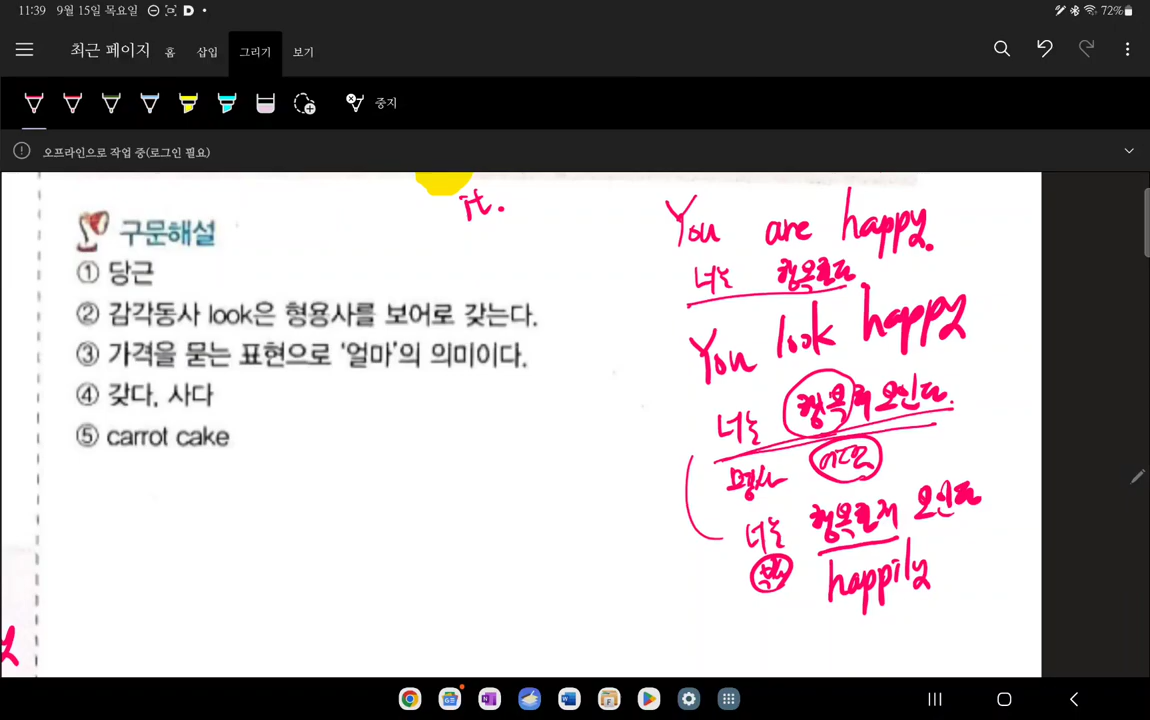 11:39 9월 15일 목요일 D 72%
최근 페이지 홈 삽입 그리기 보기
중지
오프라인으로 작업 중(로그인 필요)
it.
구문해설
① 당근
② 감각동사 look은 형용사를 보어로 갖는다.
③ 가격을 묻는 표현으로 '얼마'의 의미이다.
④ 갖다, 사다
⑤ carrot cake
You are happy.
너는 행복하다
You look happy
너는 행복해 보인다.
너는 행복하게 보인다
happily